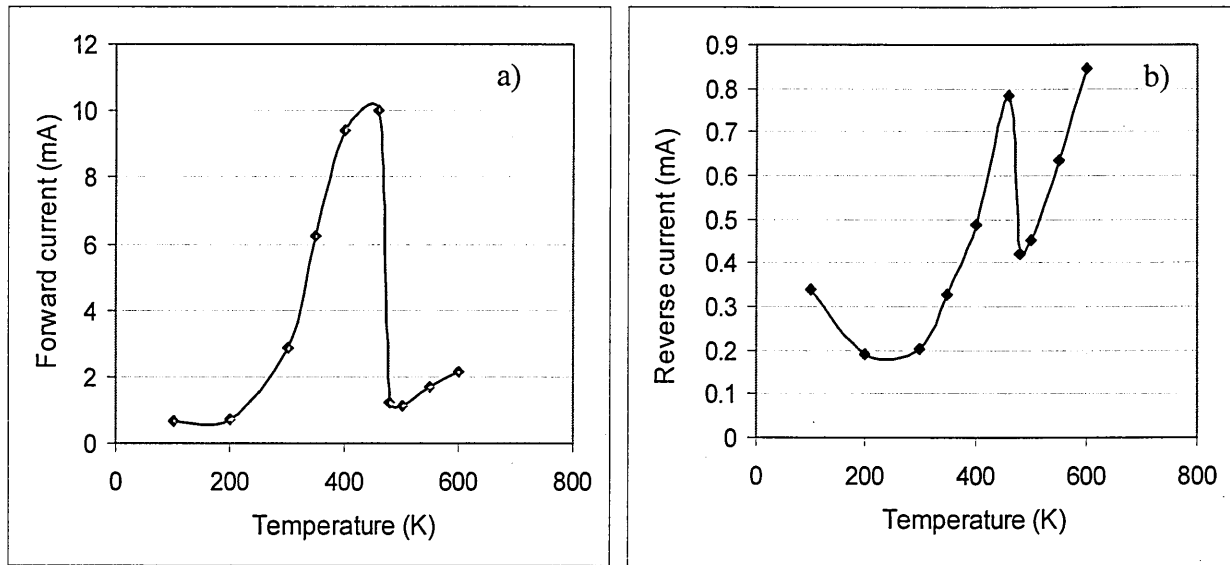 a)
Forward current (mA)
12
10
8
6
4
2
0
0 200 400 600 800
Temperature (K)
b)
Reverse current (mA)
0.9
0.8
0.7
0.6
0.5
0.4
0.3
0.2
0.1
0
0 200 400 600 800
Temperature (K)